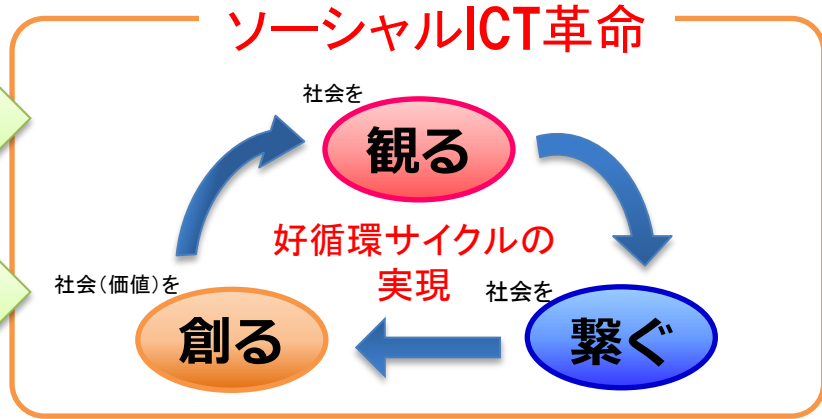 ソーシャルICT革命
社会を
観る
好循環サイクルの
実現
社会(価値)を
創る
社会を
繋ぐ